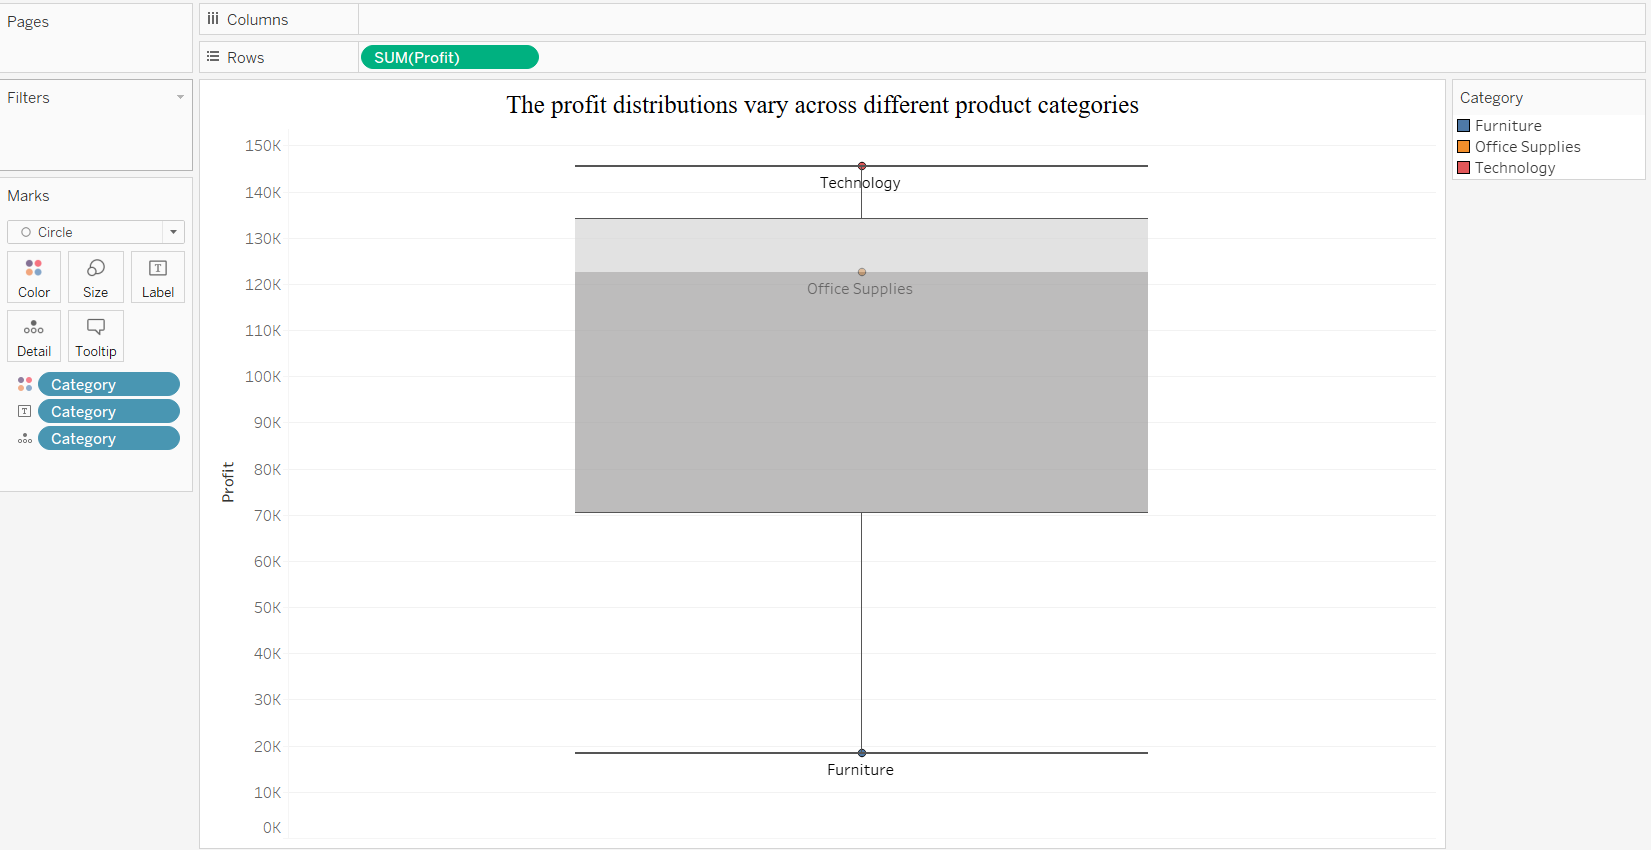 Pages
Columns
Rows
SUM(Profit)
Filters
Marks
Circle
Color
Size
Label
Detail
Tooltip
Category
Category
Category
The profit distributions vary across different product categories
150K
140K
130K
120K
110K
100K
90K
80K
70K
60K
50K
40K
30K
20K
10K
0K
Profit
Technology
Office Supplies
Furniture
Category
Furniture
Office Supplies
Technology